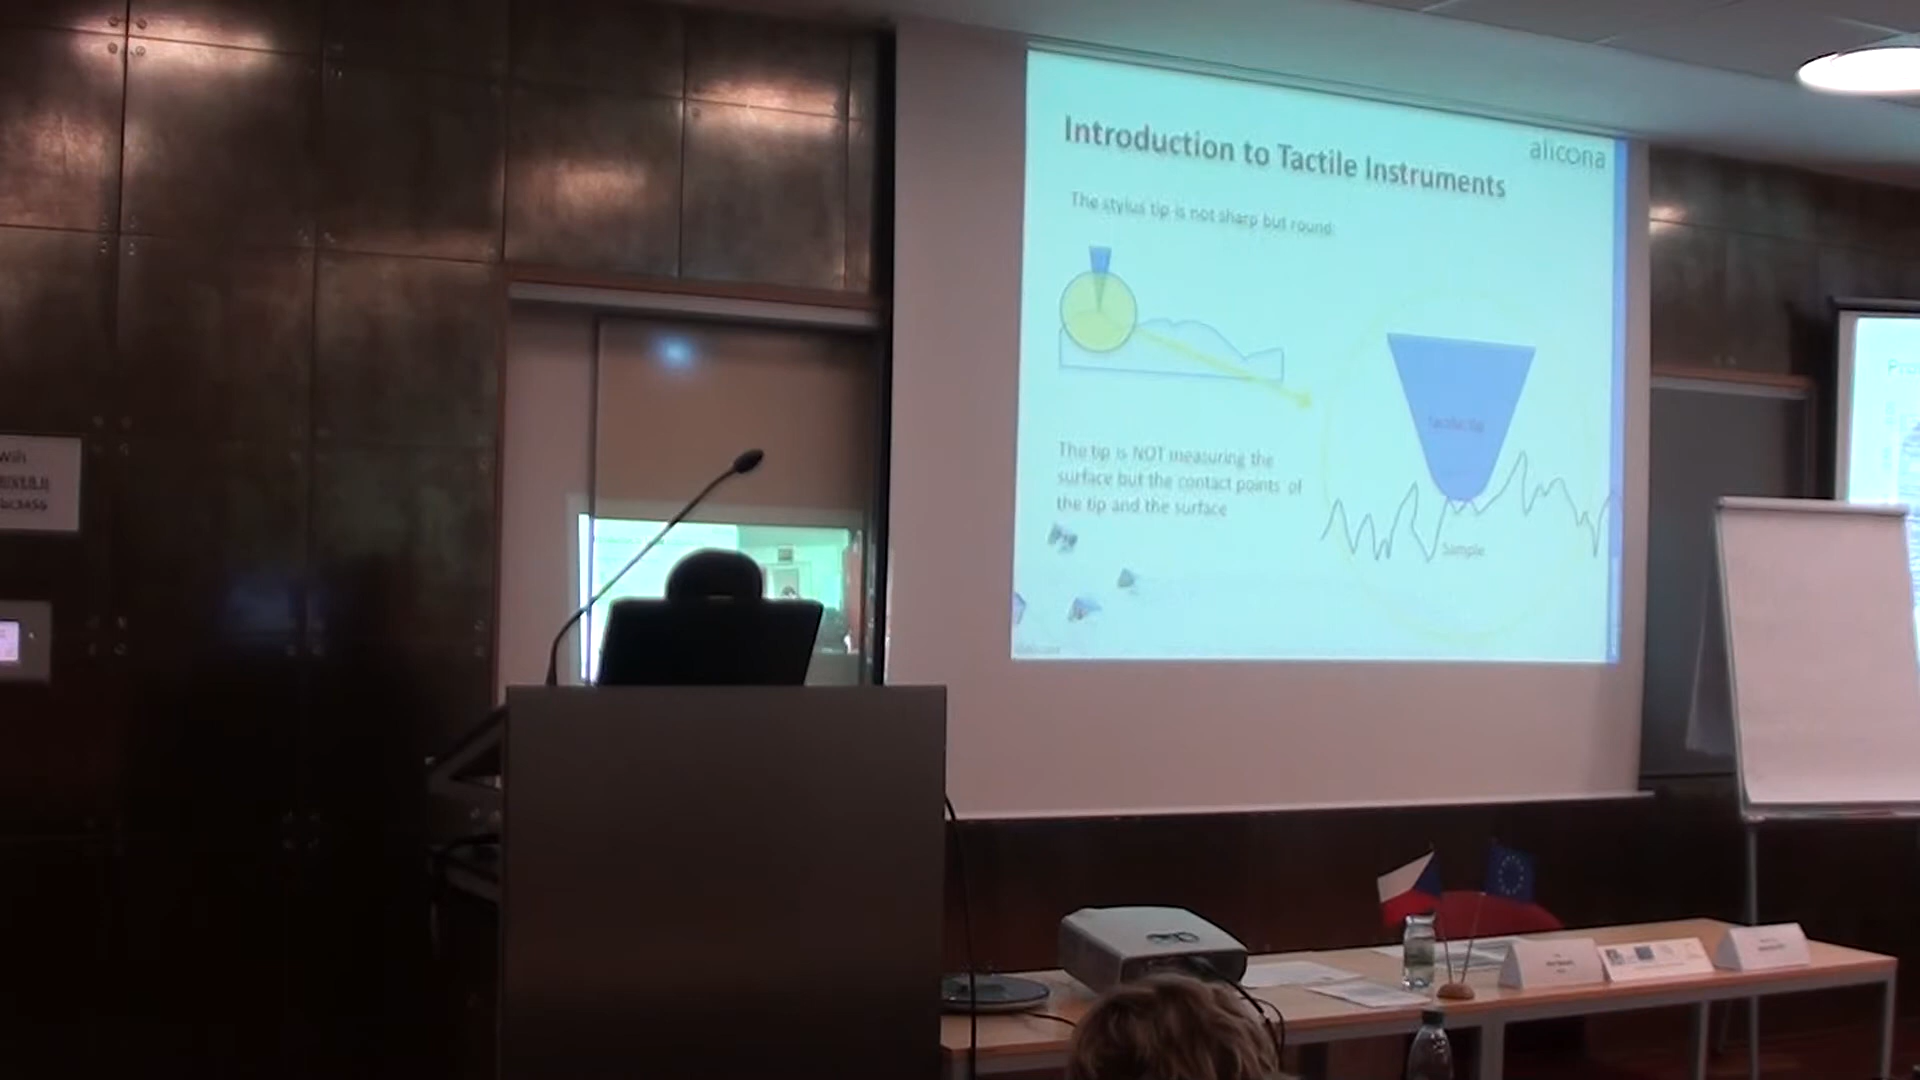 Introduction to Tactile Instruments
alicona
The stylus tip is not sharp but round:
Tactile tip
The tip is NOT measuring the
surface but the contact points of
the tip and the surface
Sample